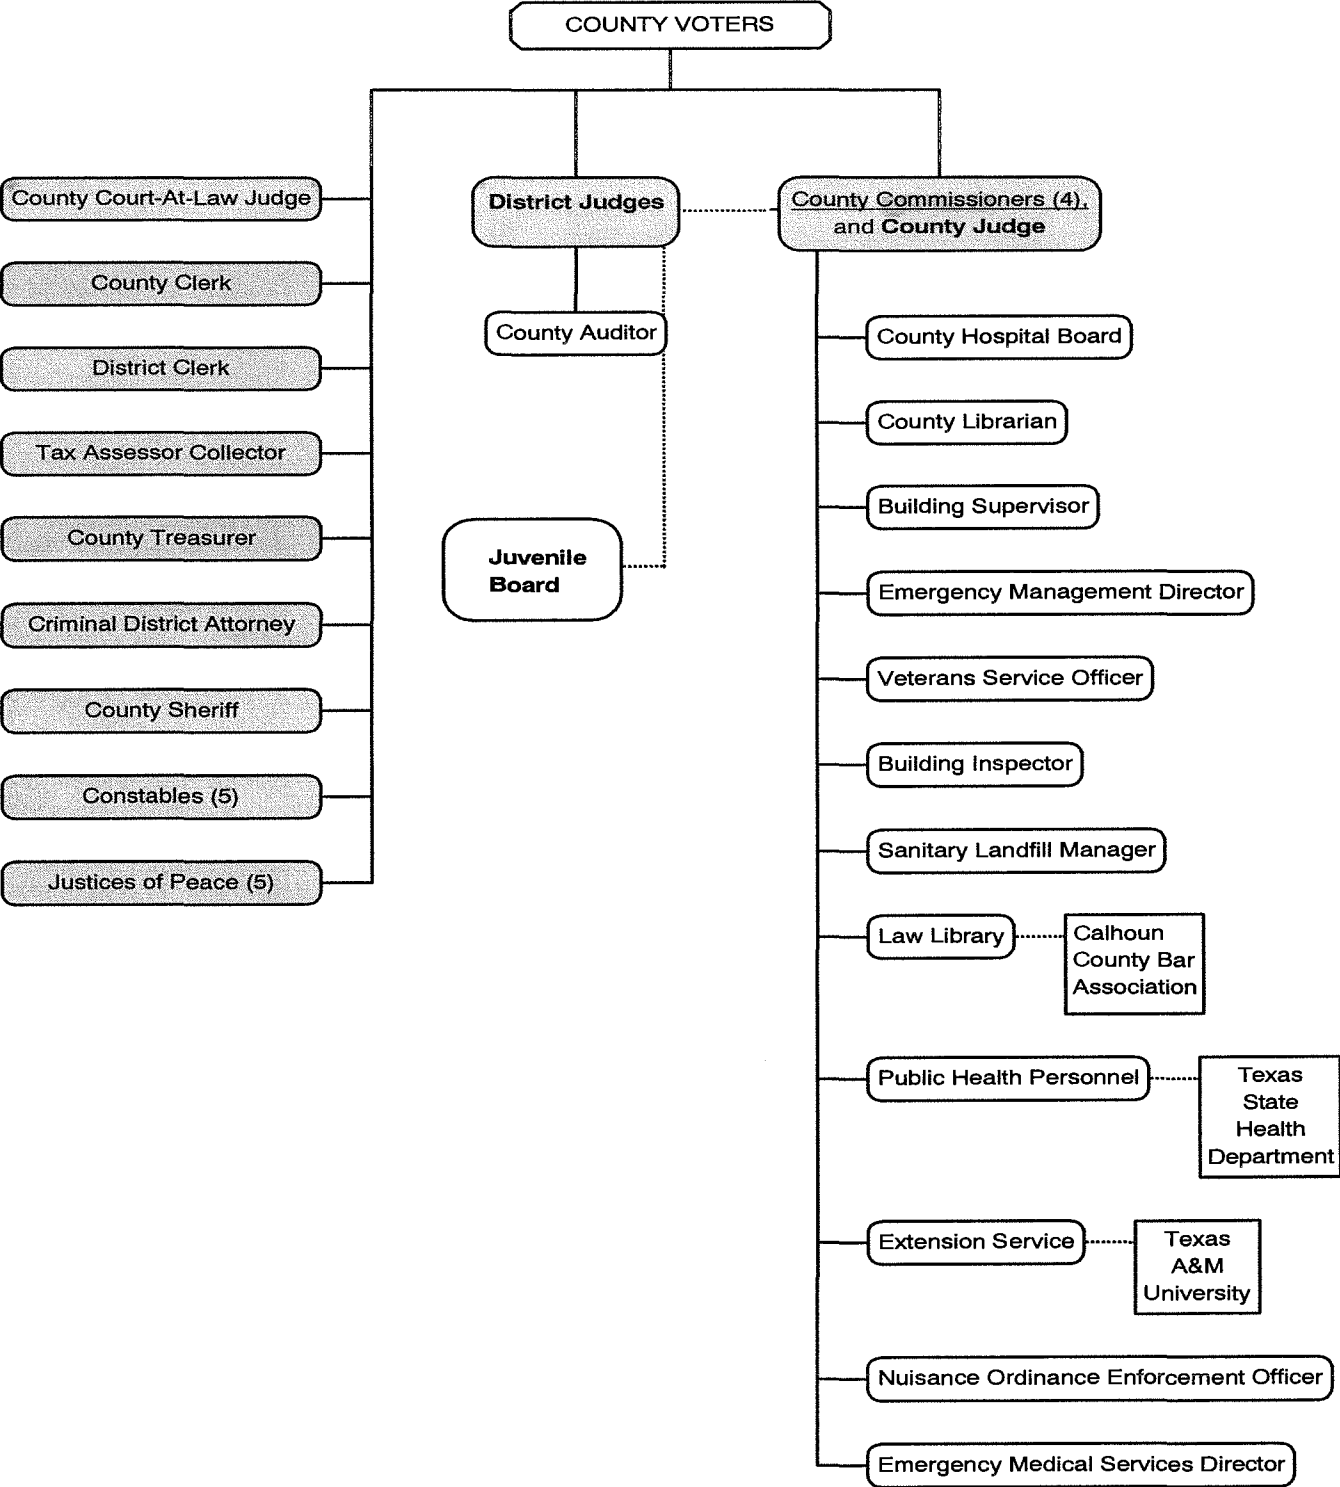 COUNTY VOTERS
County Court-At-Law Judge
County Clerk
District Clerk
Tax Assessor Collector
County Treasurer
Criminal District Attorney
County Sheriff
Constables (5)
Justices of Peace (5)
District Judges
County Auditor
Juvenile
Board
County Commissioners (4),
and County Judge
County Hospital Board
County Librarian
Building Supervisor
Emergency Management Director
Veterans Service Officer
Building Inspector
Sanitary Landfill Manager
Law Library
Calhoun
County Bar
Association
Public Health Personnel
Texas
State
Health
Department
Extension Service
Texas
A&M
University
Nuisance Ordinance Enforcement Officer
Emergency Medical Services Director